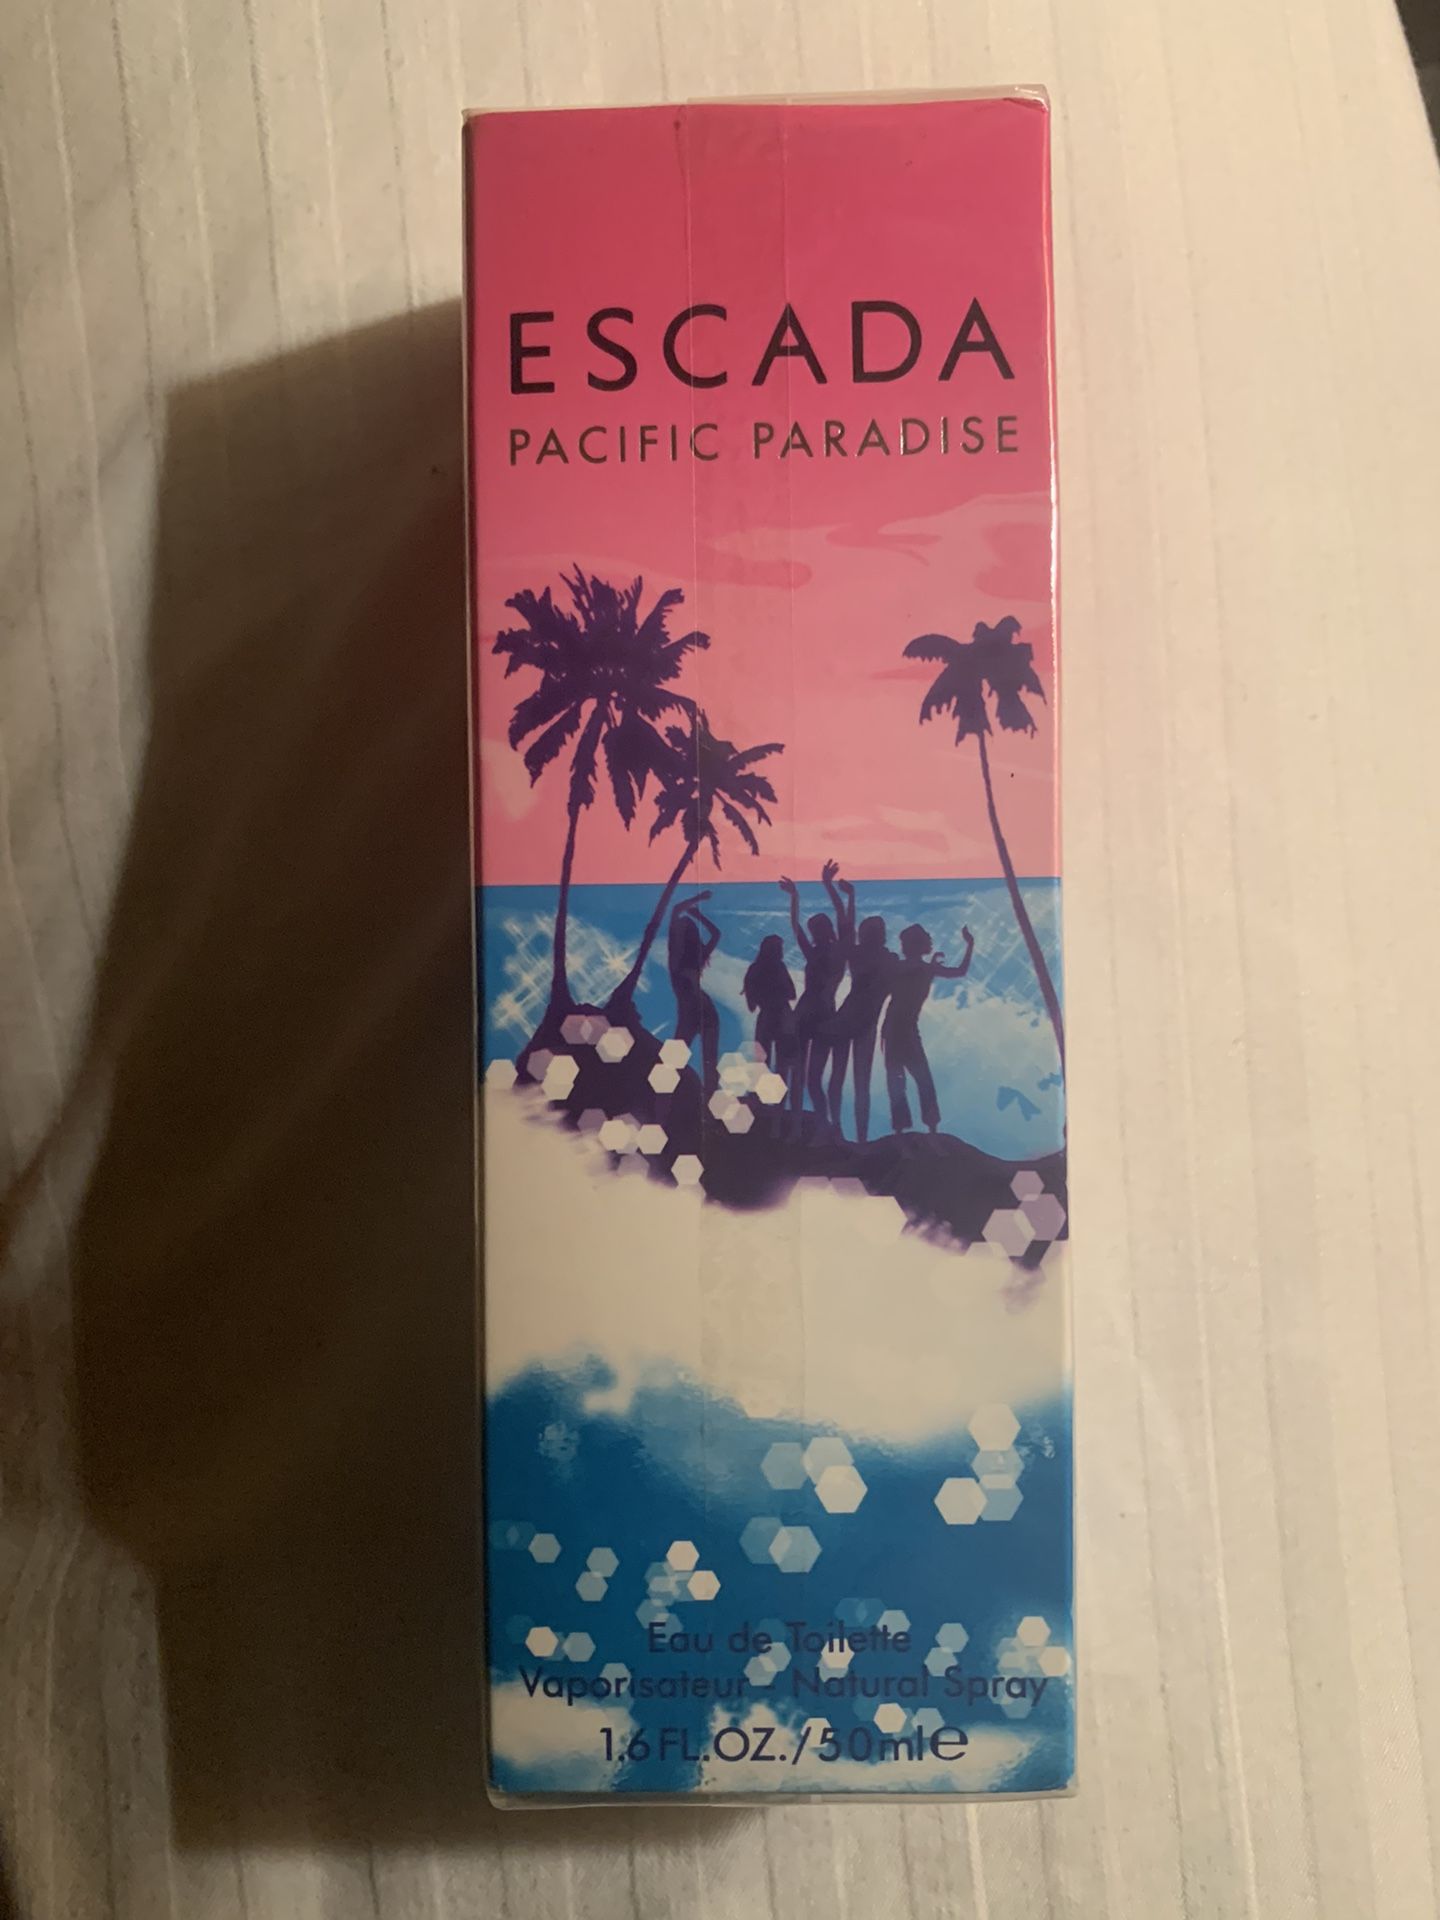 ESCADA
PACIFIC PARADISE
Eau de Toilette
Vaporisateur - Natural Spray
1.6 FL.OZ./50ml℮